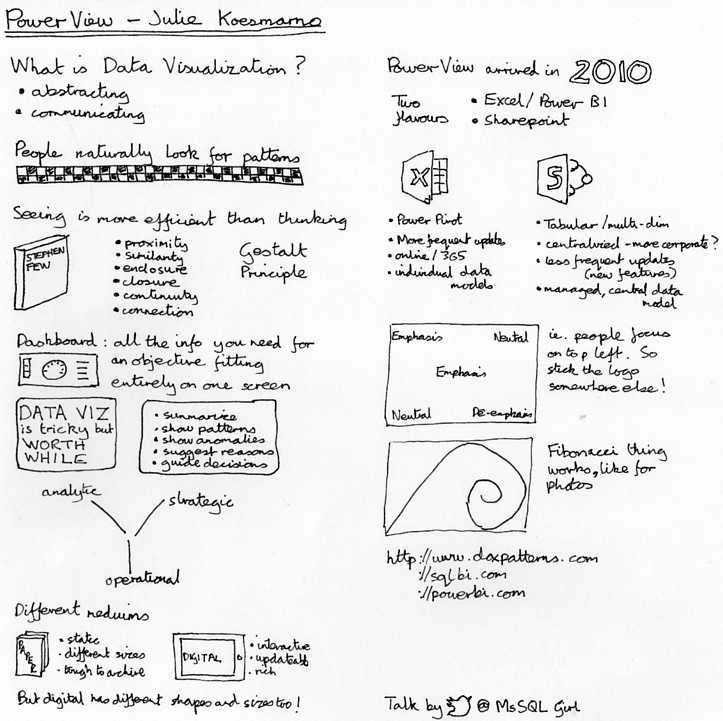 Power View - Julie Koesmarno
What is Data Visualization?
• abstracting
• communicating
People naturally look for patterns
Seeing is more efficient than thinking
STEPHEN
FEW
• proximity
• similarity
• enclosure
• closure
• continuity
• connection
Gestalt
Principle
Dashboard: all the info you need for
an objective fitting
entirely on one screen
DATA VIZ
is tricky but
WORTH
WHILE
• summarize
• show patterns
• show anomalies
• suggest reasons
• guide decisions
analytic
strategic
operational
Different mediums
PAPER
• static
• different sizes
• tough to archive
DIGITAL
• interactive
• updateable
• rich
But digital has different shapes and sizes too!
Power View arrived in 2010
Two
flavours
• Excel/Power BI
• Sharepoint
X
S
• Power Pivot
• More frequent updates
• online/365
• individual data
models
• Tabular/multi-dim
• centralized - more corporate?
• less frequent updates
(new features)
• managed, central data
model
Emphasis
Neutral
Emphasis
Neutral
DE-emphasis
ie. people focus
on top left. So
stick the logo
somewhere else!
Fibonacci thing
works, like for
photos
http://www.daxpatterns.com
://sqlbi.com
://powerbi.com
Talk by @MsSQLGirl